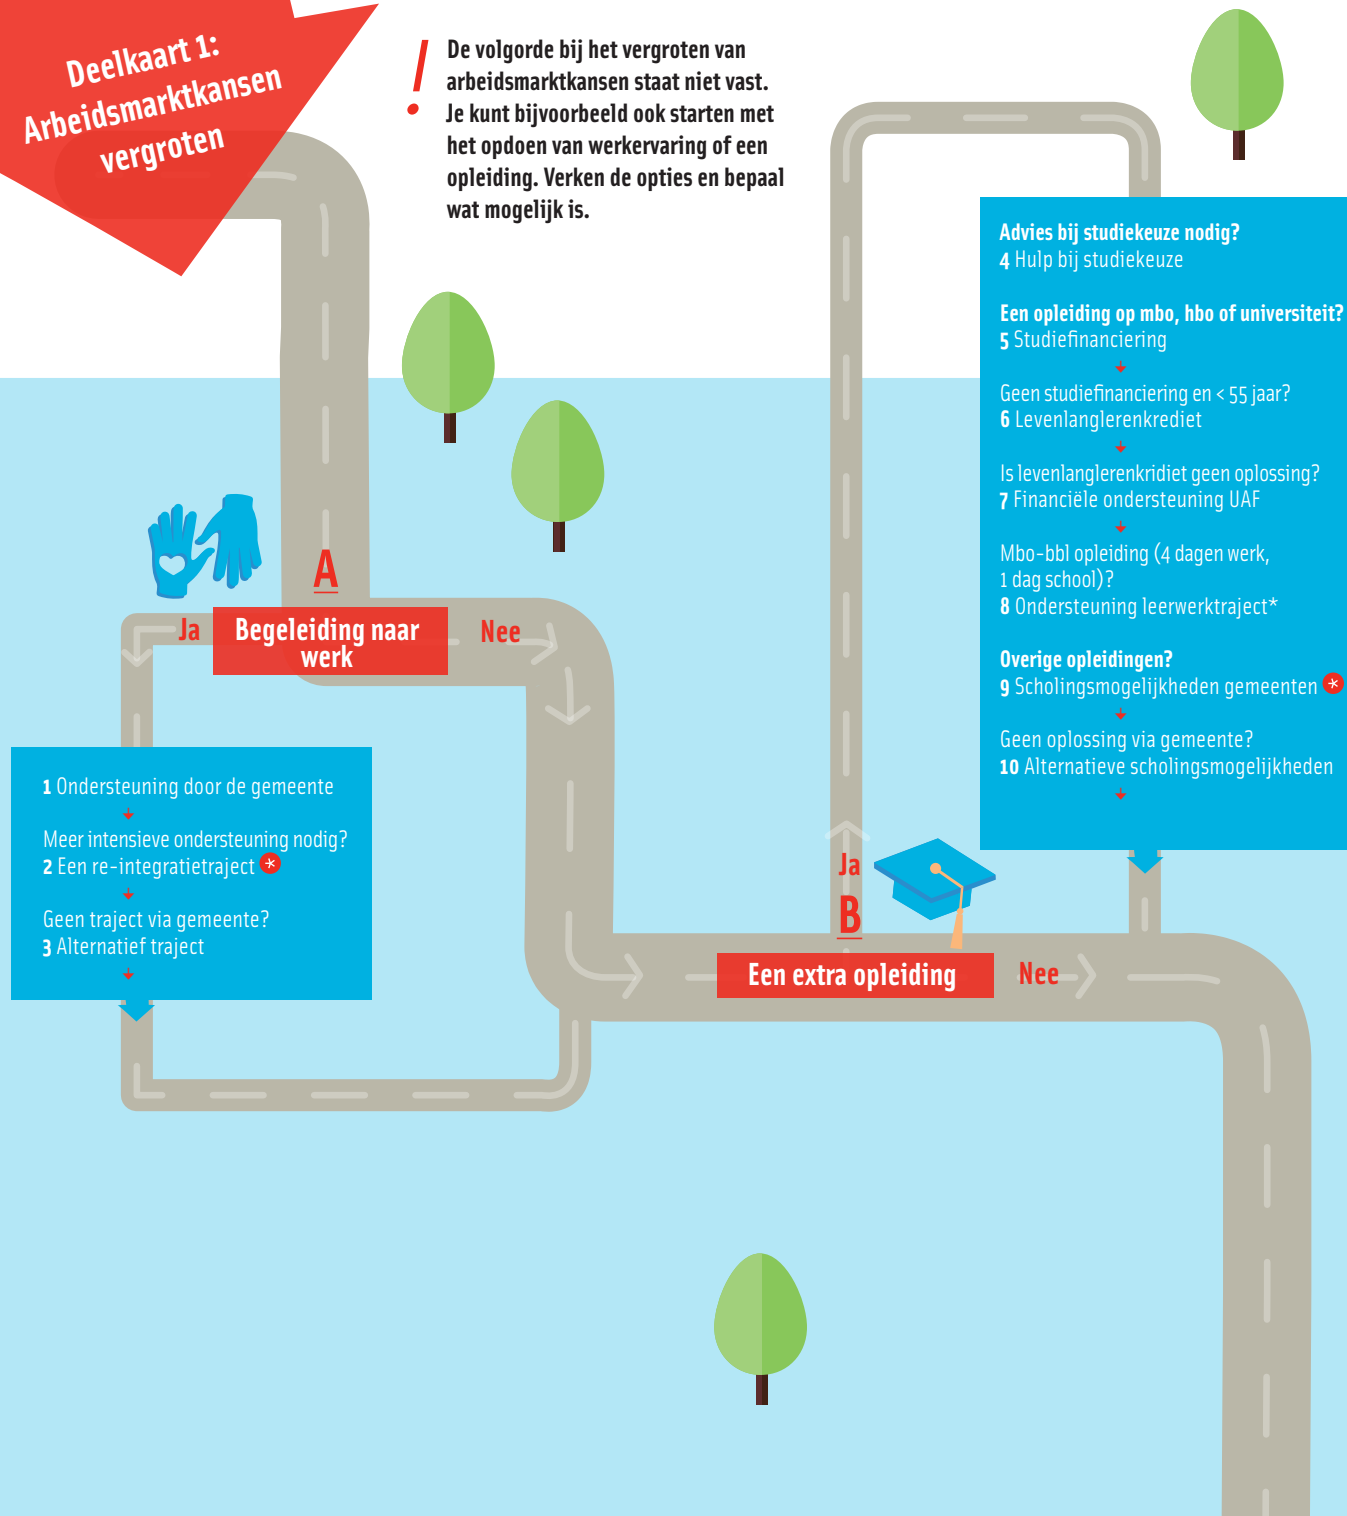 Deelkaart 1:
Arbeidsmarktkansen
vergroten
!
De volgorde bij het vergroten van
arbeidsmarktkansen staat niet vast.
Je kunt bijvoorbeeld ook starten met
het opdoen van werkervaring of een
opleiding. Verken de opties en bepaal
wat mogelijk is.
A
Ja
Begeleiding naar
werk
Nee
1 Ondersteuning door de gemeente
Meer intensieve ondersteuning nodig?
2 Een re-integratietraject *
Geen traject via gemeente?
3 Alternatief traject
Ja
B
Een extra opleiding
Nee
Advies bij studiekeuze nodig?
4 Hulp bij studiekeuze
Een opleiding op mbo, hbo of universiteit?
5 Studiefinanciering
Geen studiefinanciering en < 55 jaar?
6 Levenlanglerenkrediet
Is levenlanglerenkridiet geen oplossing?
7 Financiële ondersteuning UAF
Mbo-bbl opleiding (4 dagen werk,
1 dag school)?
8 Ondersteuning leerwerktraject*
Overige opleidingen?
9 Scholingsmogelijkheden gemeenten *
Geen oplossing via gemeente?
10 Alternatieve scholingsmogelijkheden